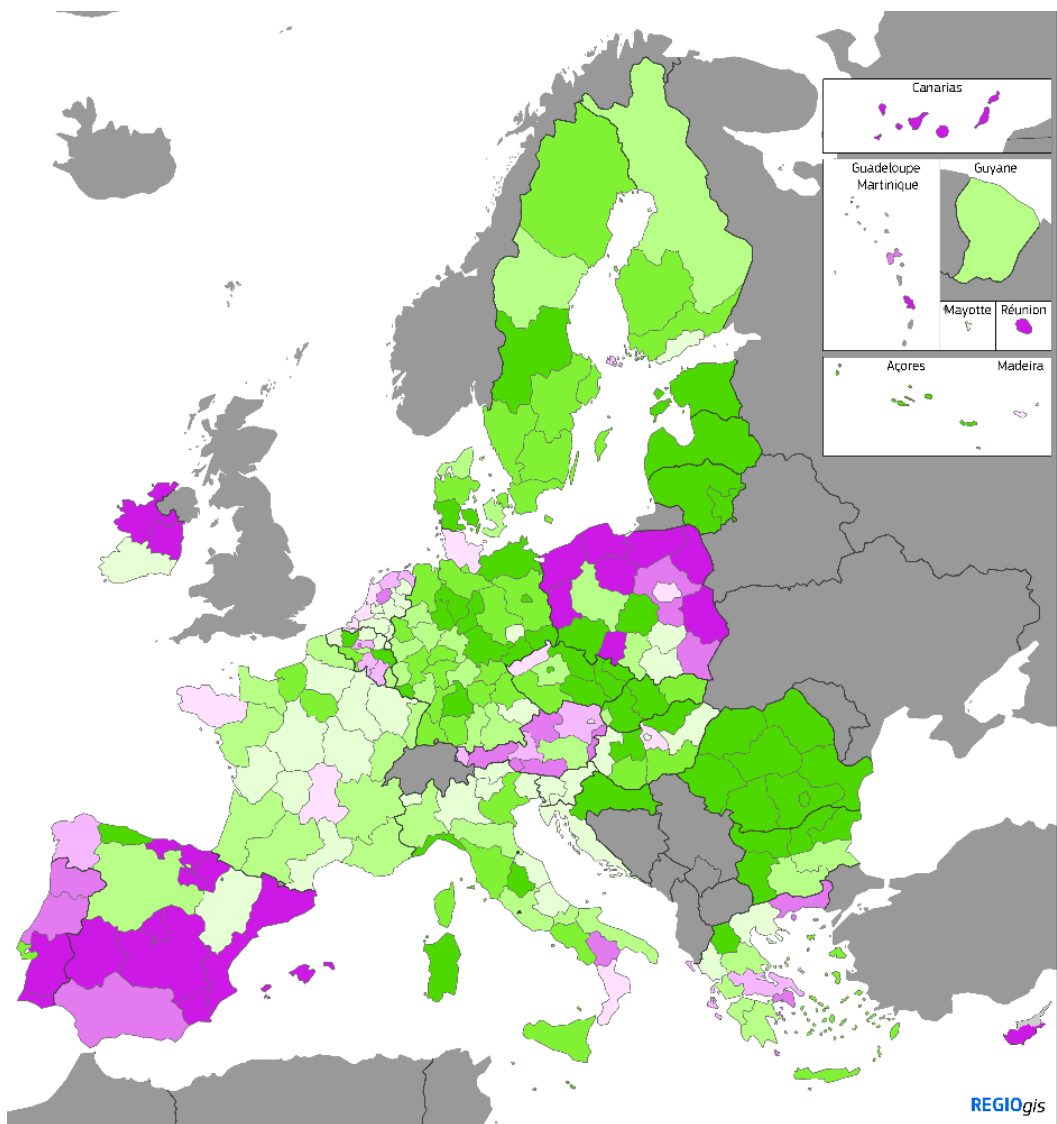 Canarias
Guadeloupe
Martinique
Guyane
Mayotte
Réunion
Açores
Madeira
REGIOgis